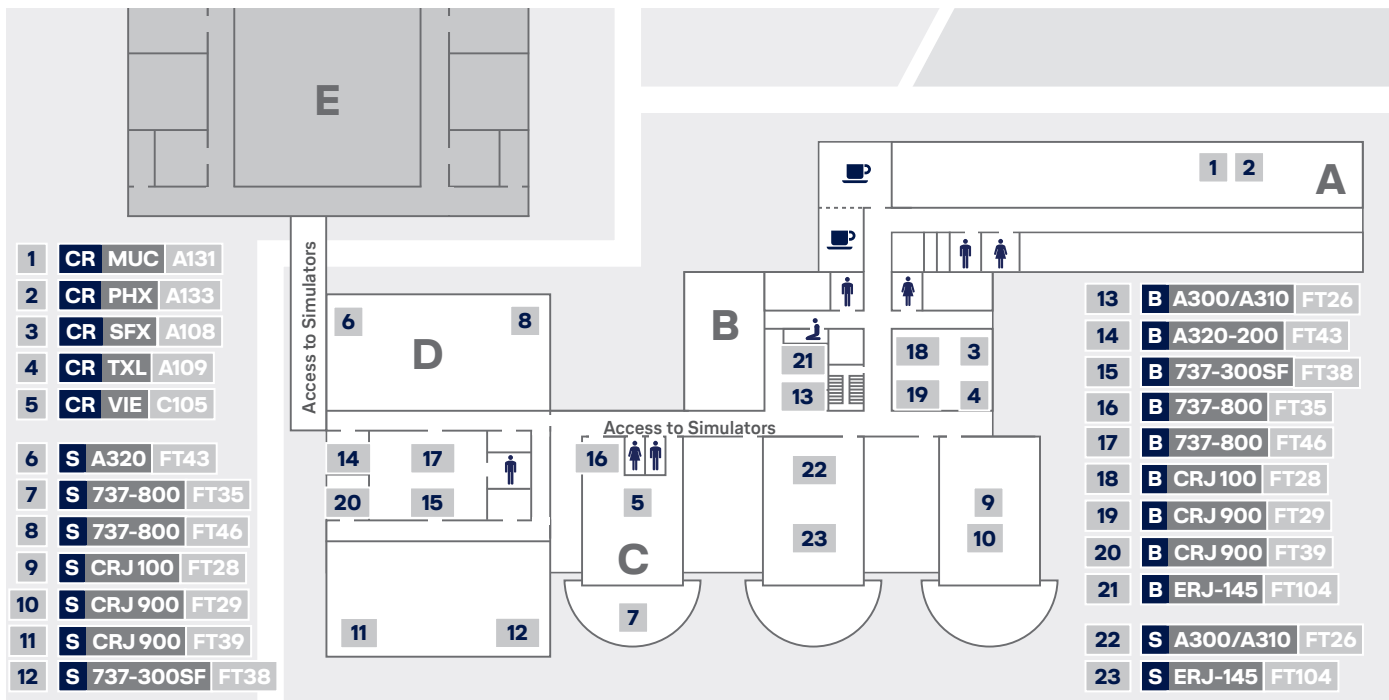 E
A
1 2
Access to Simulators
1 CR MUC A131
2 CR PHX A133
3 CR SFX A108
4 CR TXL A109
5 CR VIE C105
6 S A320 FT43
7 S 737-800 FT35
8 S 737-800 FT46
9 S CRJ 100 FT28
10 S CRJ 900 FT29
11 S CRJ 900 FT39
12 S 737-300SF FT38
6 8
D
B
21
13
18 3
19 4
Access to Simulators
14 17
20 15
16
5
C
7
22
23
9
10
11 12
13 B A300/A310 FT26
14 B A320-200 FT43
15 B 737-300SF FT38
16 B 737-800 FT35
17 B 737-800 FT46
18 B CRJ 100 FT28
19 B CRJ 900 FT29
20 B CRJ 900 FT39
21 B ERJ-145 FT104
22 S A300/A310 FT26
23 S ERJ-145 FT104